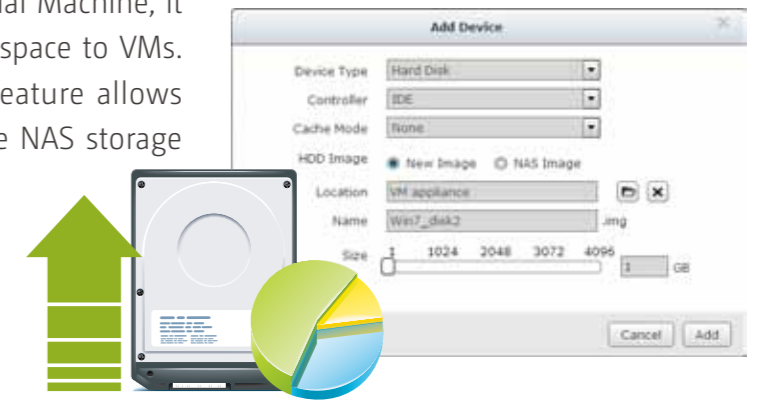 al Machine, it
space to VMs.
eature allows
e NAS storage
Add Device
Device Type Hard Disk
Controller IDE
Cache Mode None
HDD Image New Image NAS Image
Location VM appliance
Name Win7_disk2 .img
Size 1 1024 2048 3072 4096
1 GB
Cancel Add